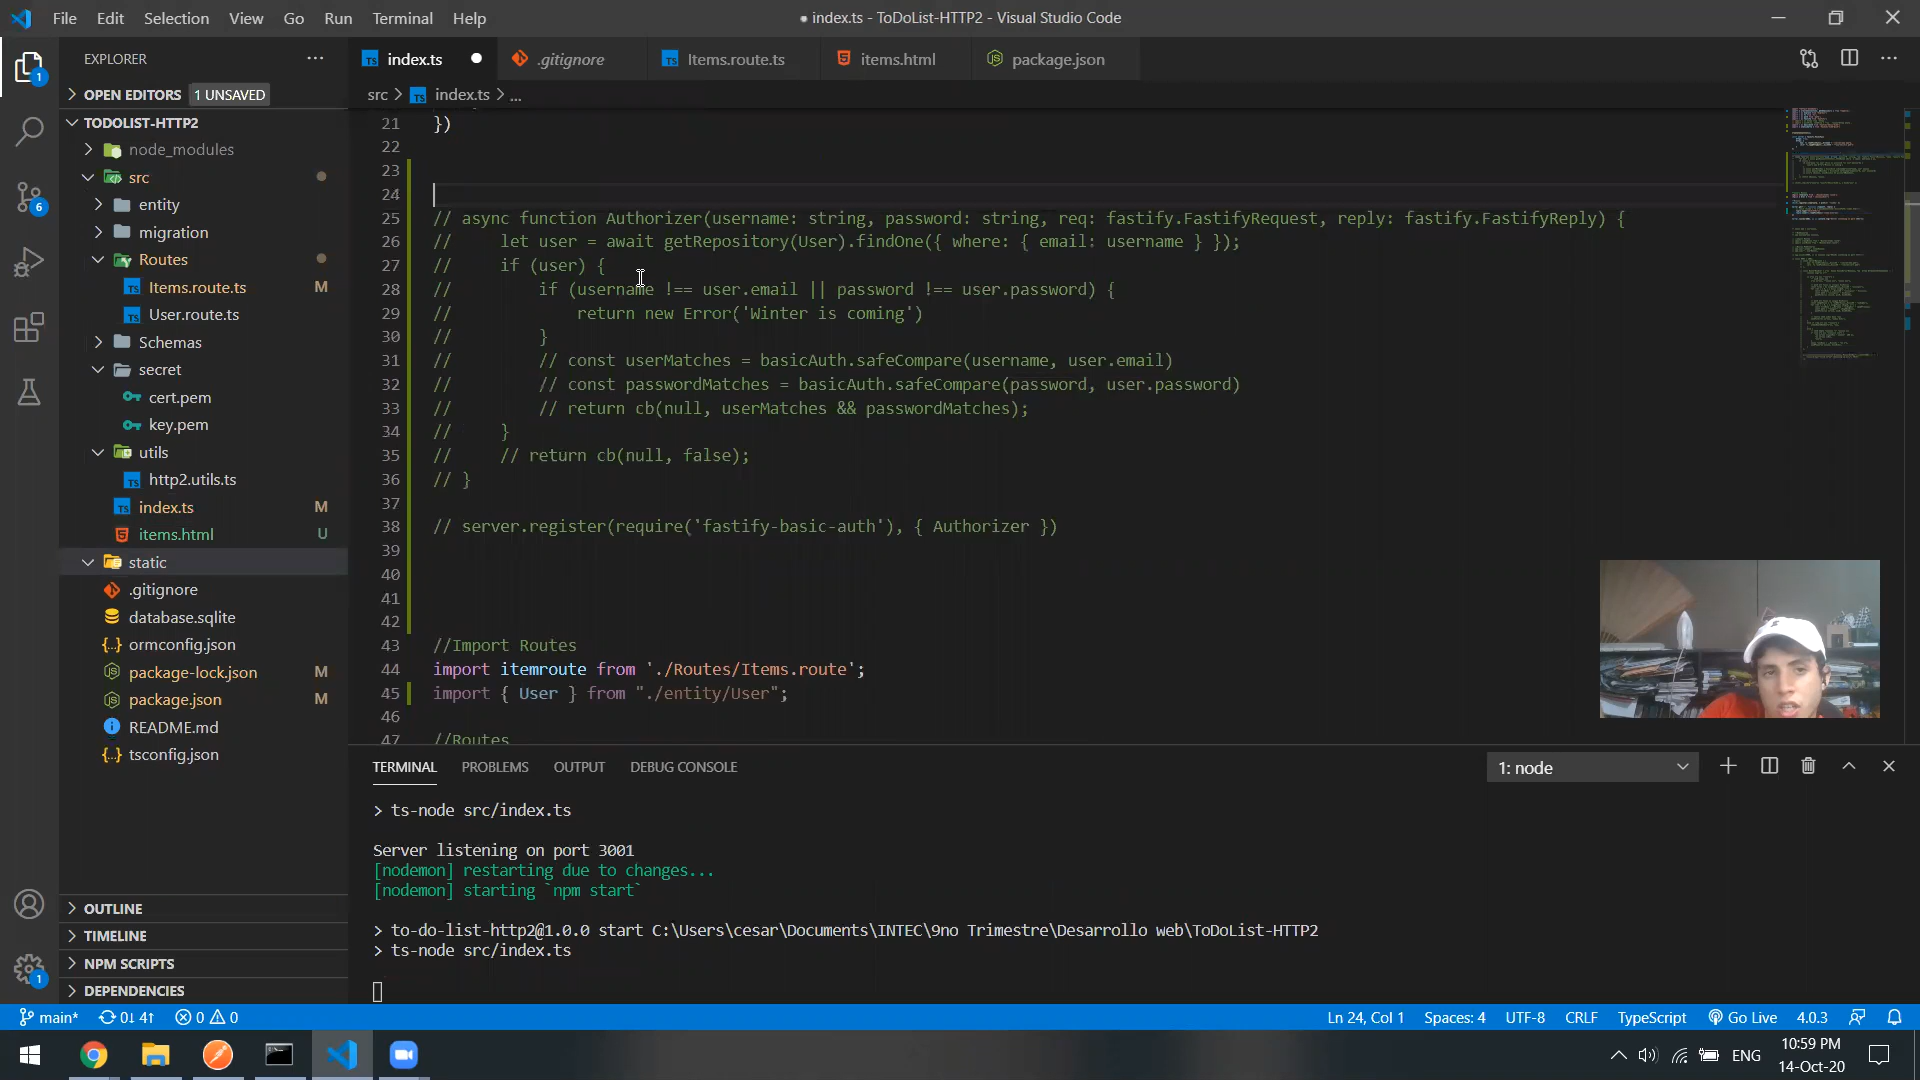 File Edit Selection View Go Run Terminal Help
● index.ts - ToDoList-HTTP2 - Visual Studio Code
EXPLORER
OPEN EDITORS 1 UNSAVED
TODOLIST-HTTP2
node_modules
src
entity
migration
Routes
Items.route.ts M
User.route.ts
Schemas
secret
cert.pem
key.pem
utils
http2.utils.ts
index.ts M
items.html U
static
.gitignore
database.sqlite
ormconfig.json
package-lock.json M
package.json M
README.md
tsconfig.json
OUTLINE
TIMELINE
NPM SCRIPTS
DEPENDENCIES
1
6
1
index.ts ● .gitignore Items.route.ts items.html package.json
src > index.ts > ...
21 })
22
23
24
25 // async function Authorizer(username: string, password: string, req: fastify.FastifyRequest, reply: fastify.FastifyReply) {
26 //     let user = await getRepository(User).findOne({ where: { email: username } });
27 //     if (user) {
28 //         if (username !== user.email || password !== user.password) {
29 //             return new Error('Winter is coming')
30 //         }
31 //         // const userMatches = basicAuth.safeCompare(username, user.email)
32 //         // const passwordMatches = basicAuth.safeCompare(password, user.password)
33 //         // return cb(null, userMatches && passwordMatches);
34 //     }
35 //     // return cb(null, false);
36 // }
37
38 // server.register(require('fastify-basic-auth'), { Authorizer })
39
40
41
42
43 //Import Routes
44 import itemroute from './Routes/Items.route';
45 import { User } from "./entity/User";
46
47 //Routes
TERMINAL PROBLEMS OUTPUT DEBUG CONSOLE
1: node
> ts-node src/index.ts
Server listening on port 3001
[nodemon] restarting due to changes...
[nodemon] starting `npm start`
> to-do-list-http2@1.0.0 start C:\Users\cesar\Documents\INTEC\9no Trimestre\Desarrollo web\ToDoList-HTTP2
> ts-node src/index.ts
main* 0↓ 4↑ 0 0
Ln 24, Col 1 Spaces: 4 UTF-8 CRLF TypeScript Go Live 4.0.3
ENG
10:59 PM
14-Oct-20